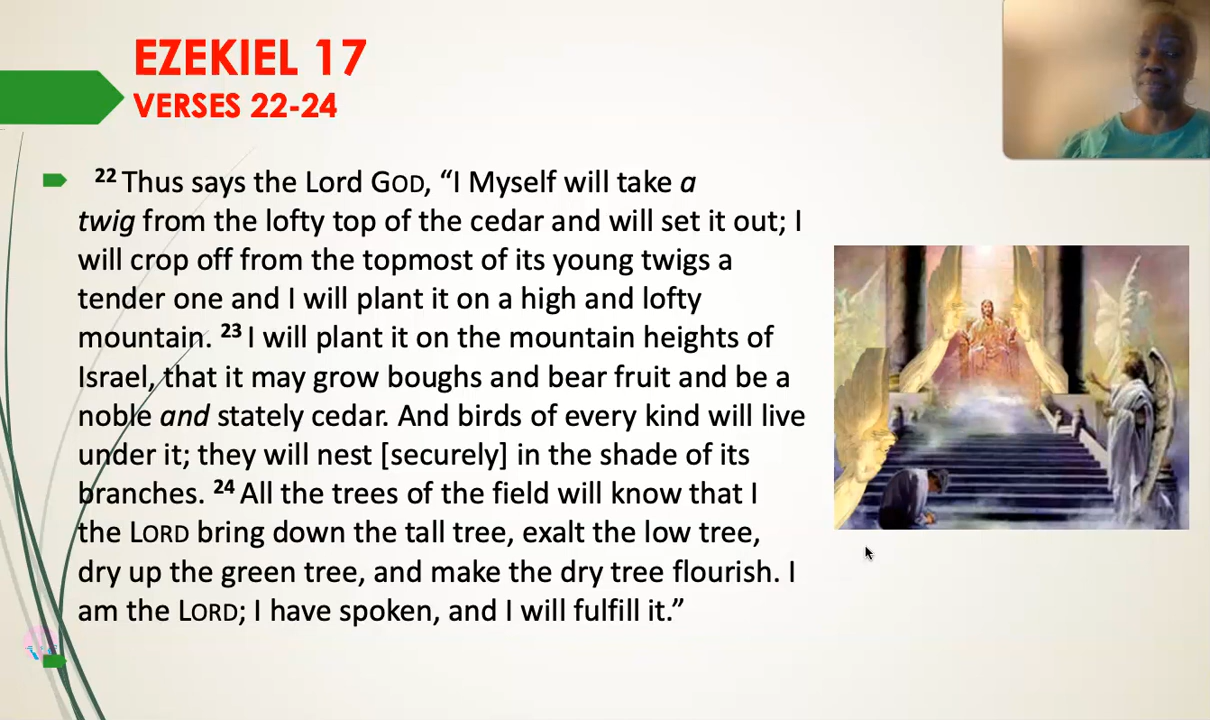 EZEKIEL 17
VERSES 22-24
22 Thus says the Lord GOD, “I Myself will take a
twig from the lofty top of the cedar and will set it out; I
will crop off from the topmost of its young twigs a
tender one and I will plant it on a high and lofty
mountain. 23 I will plant it on the mountain heights of
Israel, that it may grow boughs and bear fruit and be a
noble and stately cedar. And birds of every kind will live
under it; they will nest [securely] in the shade of its
branches. 24 All the trees of the field will know that I
the LORD bring down the tall tree, exalt the low tree,
dry up the green tree, and make the dry tree flourish. I
am the LORD; I have spoken, and I will fulfill it.”